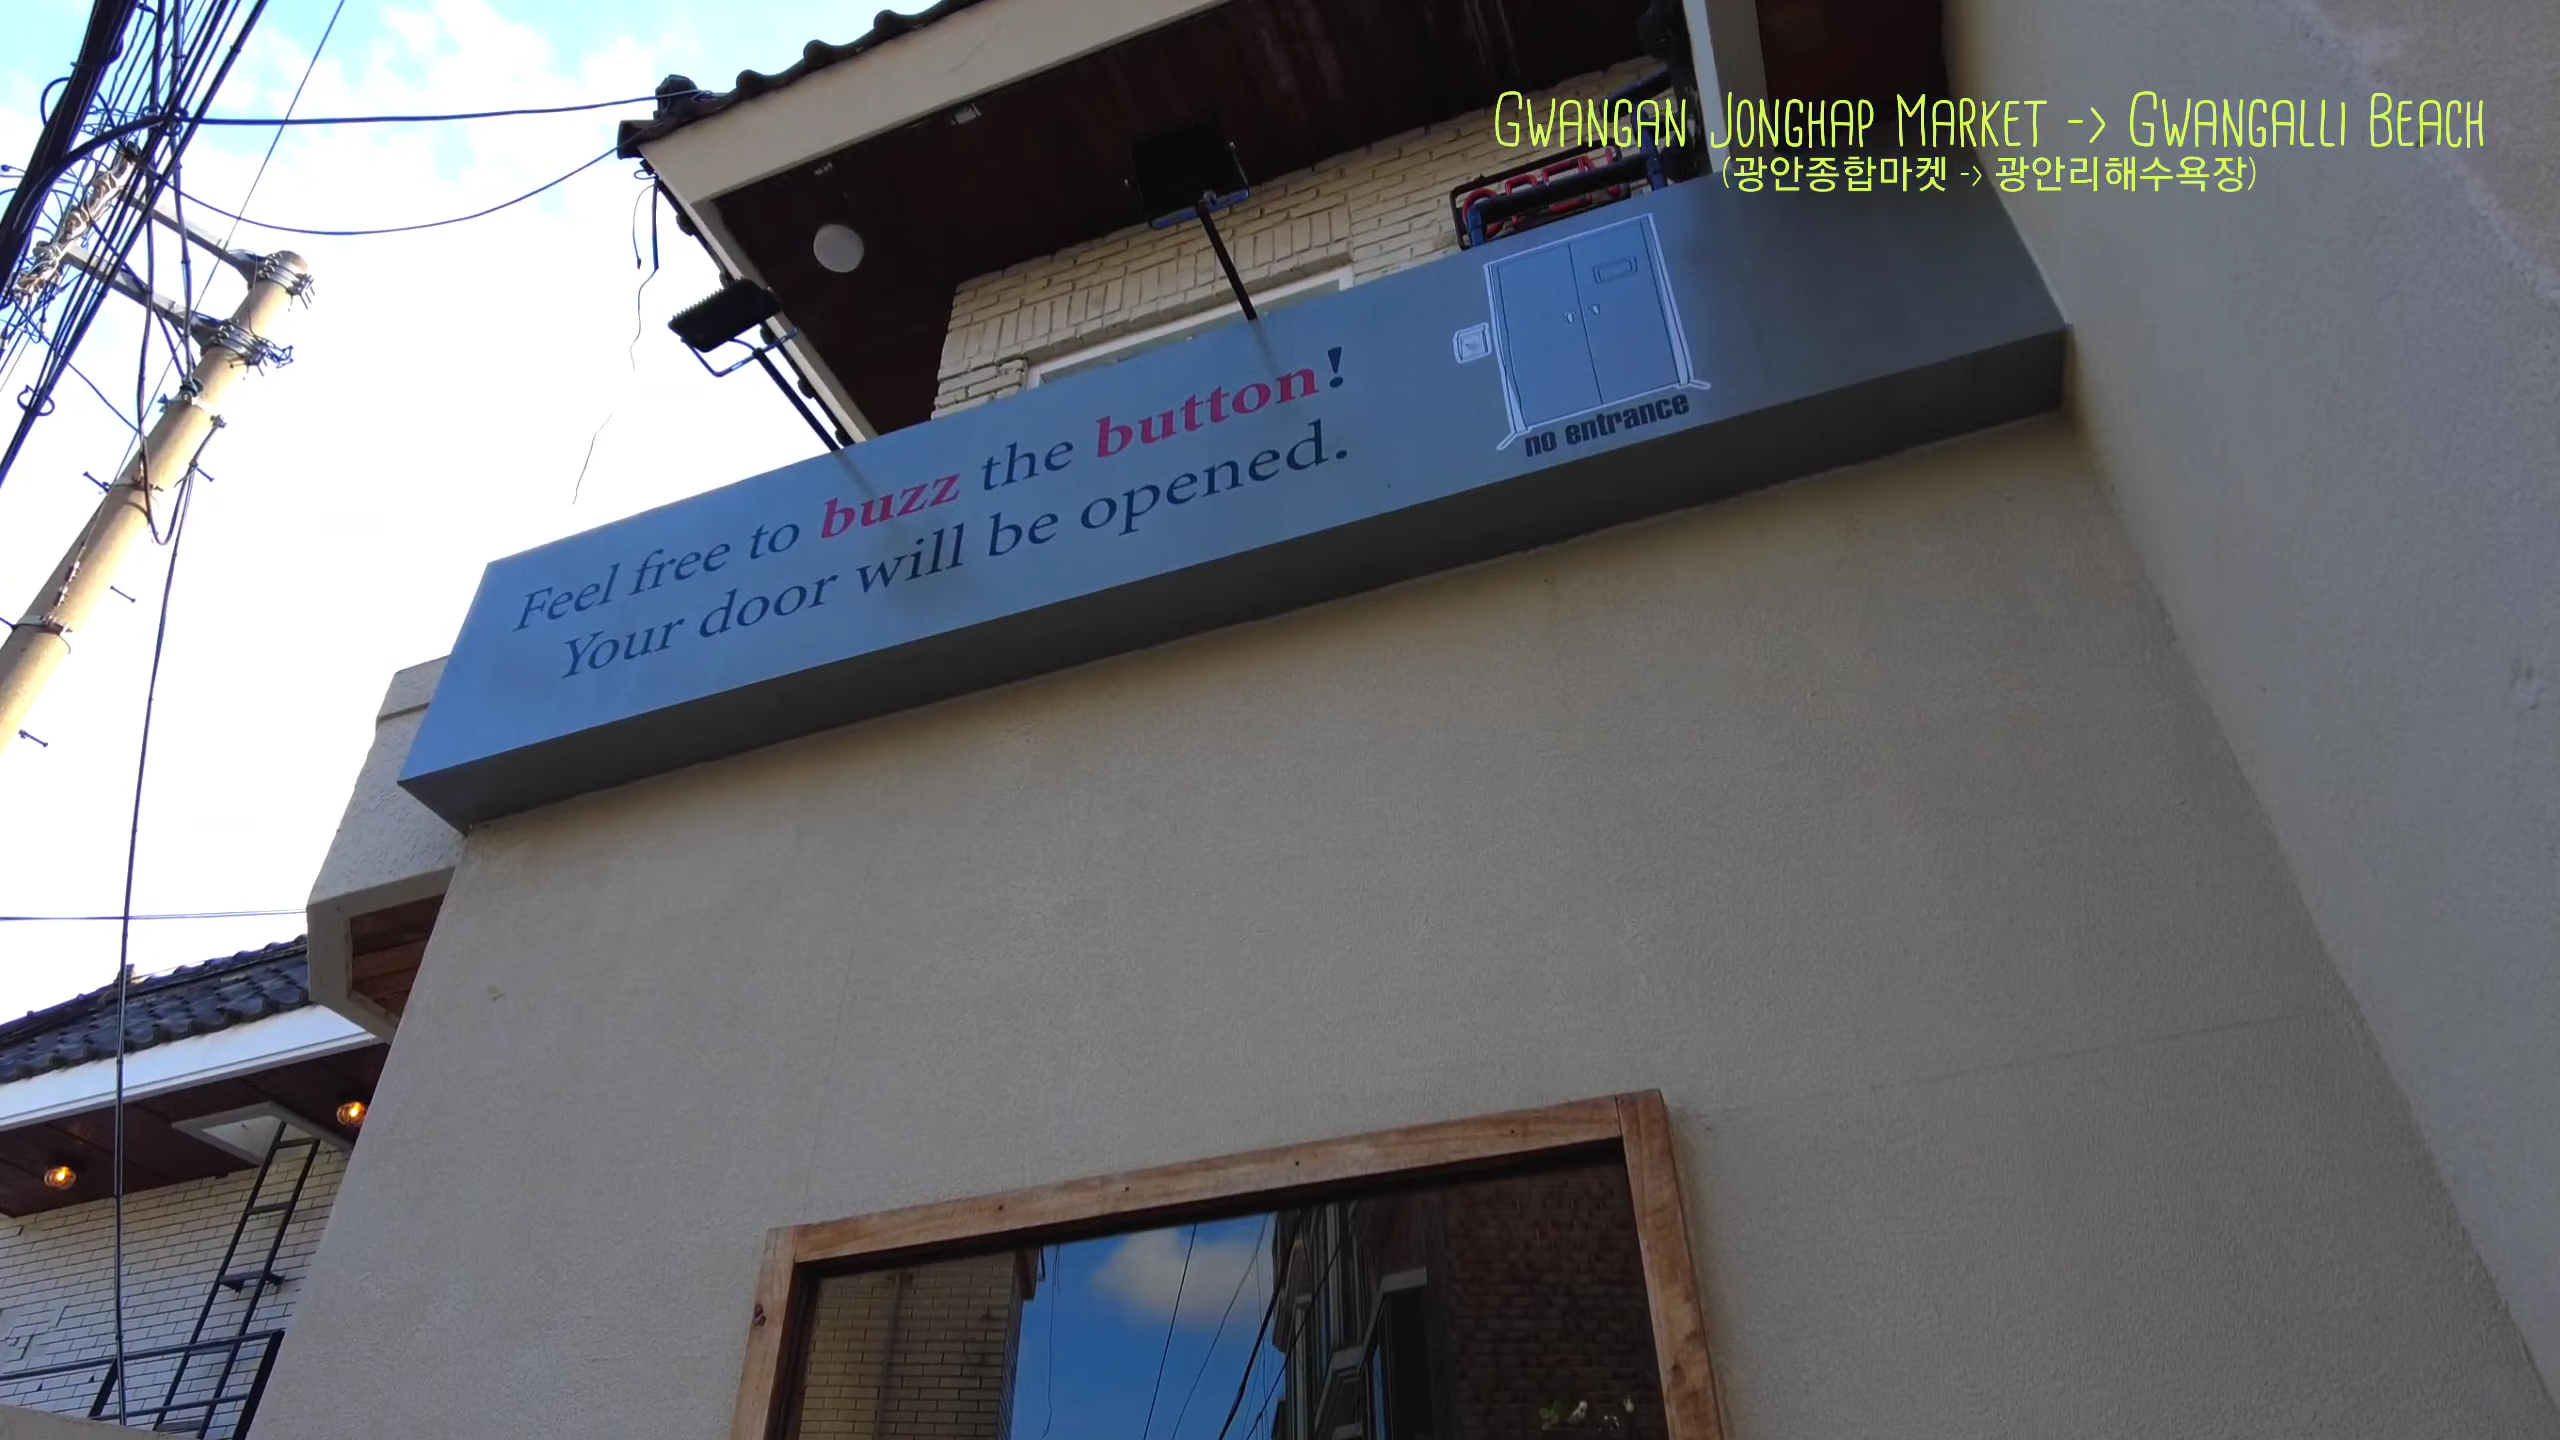 GWANGAN JONGHAP MARKET -> GWANGALLI BEACH
(광안종합마켓 -> 광안리해수욕장)
Feel free to buzz the button!
Your door will be opened.
no entrance